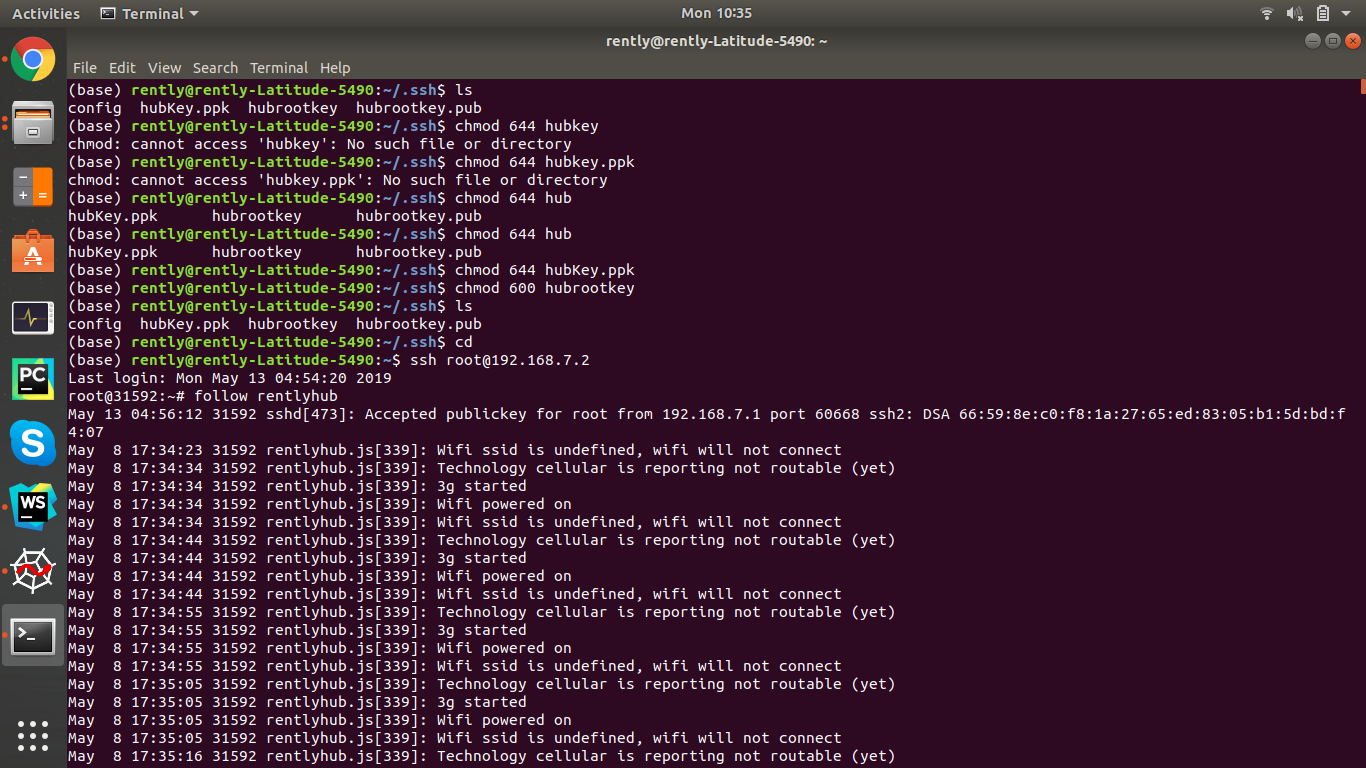 Activities Terminal Mon 10:35
rently@rently-Latitude-5490: ~
File Edit View Search Terminal Help
(base) rently@rently-Latitude-5490:~/.ssh$ ls
config  hubKey.ppk  hubrootkey  hubrootkey.pub
(base) rently@rently-Latitude-5490:~/.ssh$ chmod 644 hubkey
chmod: cannot access 'hubkey': No such file or directory
(base) rently@rently-Latitude-5490:~/.ssh$ chmod 644 hubkey.ppk
chmod: cannot access 'hubkey.ppk': No such file or directory
(base) rently@rently-Latitude-5490:~/.ssh$ chmod 644 hub
hubKey.ppk      hubrootkey      hubrootkey.pub
(base) rently@rently-Latitude-5490:~/.ssh$ chmod 644 hub
hubKey.ppk      hubrootkey      hubrootkey.pub
(base) rently@rently-Latitude-5490:~/.ssh$ chmod 644 hubKey.ppk
(base) rently@rently-Latitude-5490:~/.ssh$ chmod 600 hubrootkey
(base) rently@rently-Latitude-5490:~/.ssh$ ls
config  hubKey.ppk  hubrootkey  hubrootkey.pub
(base) rently@rently-Latitude-5490:~/.ssh$ cd
(base) rently@rently-Latitude-5490:~$ ssh root@192.168.7.2
Last login: Mon May 13 04:54:20 2019
root@31592:~# follow rentlyhub
May 13 04:56:12 31592 sshd[473]: Accepted publickey for root from 192.168.7.1 port 60668 ssh2: DSA 66:59:8e:c0:f8:1a:27:65:ed:83:05:b1:5d:bd:f
4:07
May  8 17:34:23 31592 rentlyhub.js[339]: Wifi ssid is undefined, wifi will not connect
May  8 17:34:34 31592 rentlyhub.js[339]: Technology cellular is reporting not routable (yet)
May  8 17:34:34 31592 rentlyhub.js[339]: 3g started
May  8 17:34:34 31592 rentlyhub.js[339]: Wifi powered on
May  8 17:34:34 31592 rentlyhub.js[339]: Wifi ssid is undefined, wifi will not connect
May  8 17:34:44 31592 rentlyhub.js[339]: Technology cellular is reporting not routable (yet)
May  8 17:34:44 31592 rentlyhub.js[339]: 3g started
May  8 17:34:44 31592 rentlyhub.js[339]: Wifi powered on
May  8 17:34:44 31592 rentlyhub.js[339]: Wifi ssid is undefined, wifi will not connect
May  8 17:34:55 31592 rentlyhub.js[339]: Technology cellular is reporting not routable (yet)
May  8 17:34:55 31592 rentlyhub.js[339]: 3g started
May  8 17:34:55 31592 rentlyhub.js[339]: Wifi powered on
May  8 17:34:55 31592 rentlyhub.js[339]: Wifi ssid is undefined, wifi will not connect
May  8 17:35:05 31592 rentlyhub.js[339]: Technology cellular is reporting not routable (yet)
May  8 17:35:05 31592 rentlyhub.js[339]: 3g started
May  8 17:35:05 31592 rentlyhub.js[339]: Wifi powered on
May  8 17:35:05 31592 rentlyhub.js[339]: Wifi ssid is undefined, wifi will not connect
May  8 17:35:16 31592 rentlyhub.js[339]: Technology cellular is reporting not routable (yet)
A
PC
S
WS